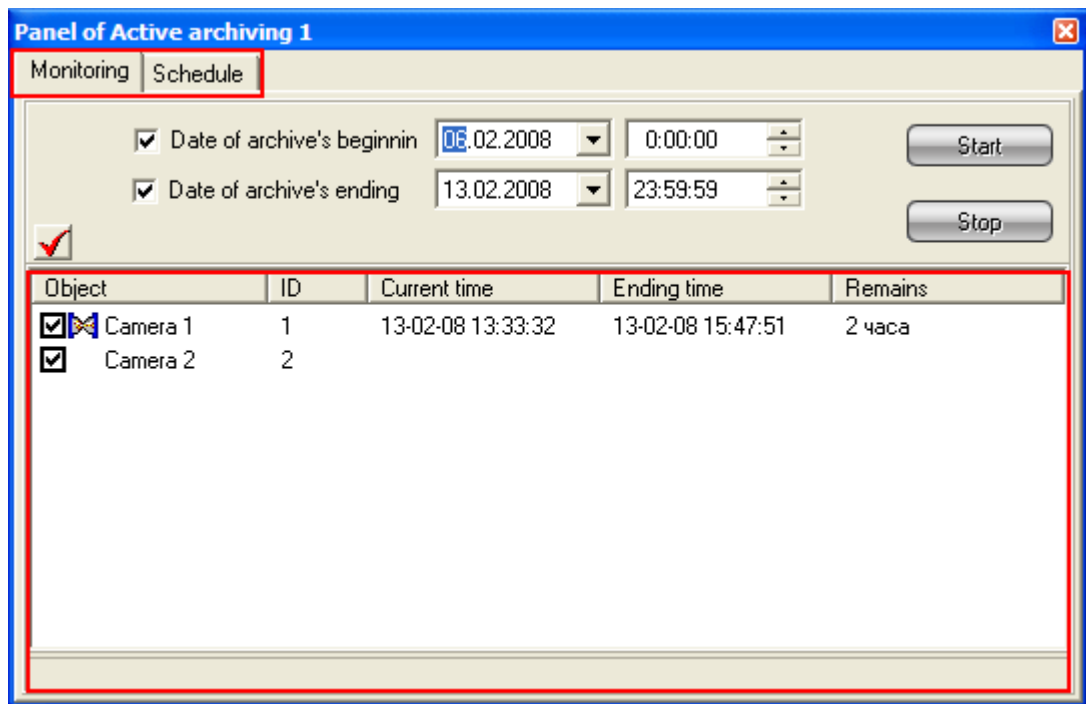 Panel of Active archiving 1
Monitoring Schedule
Date of archive's beginnin 06.02.2008 0:00:00 Start
Date of archive's ending 13.02.2008 23:59:59
Stop
Object ID Current time Ending time Remains
Camera 1 1 13-02-08 13:33:32 13-02-08 15:47:51 2 часа
Camera 2 2